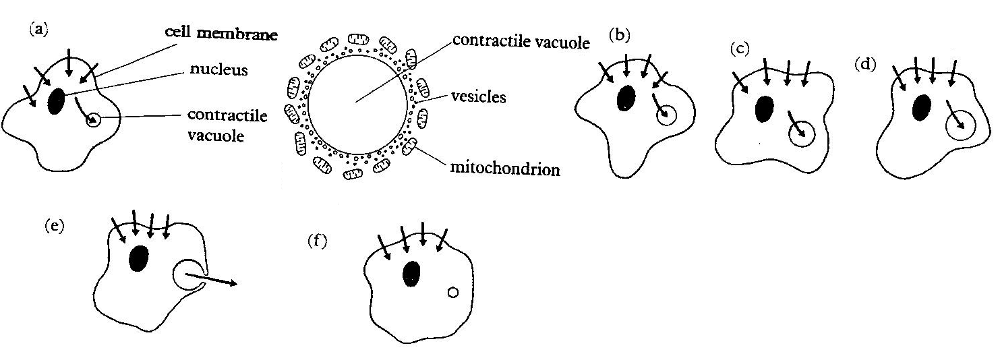 (a)
cell membrane
nucleus
contractile
vacuole
contractile vacuole
vesicles
mitochondrion
(b)
(c)
(d)
(e)
(f)